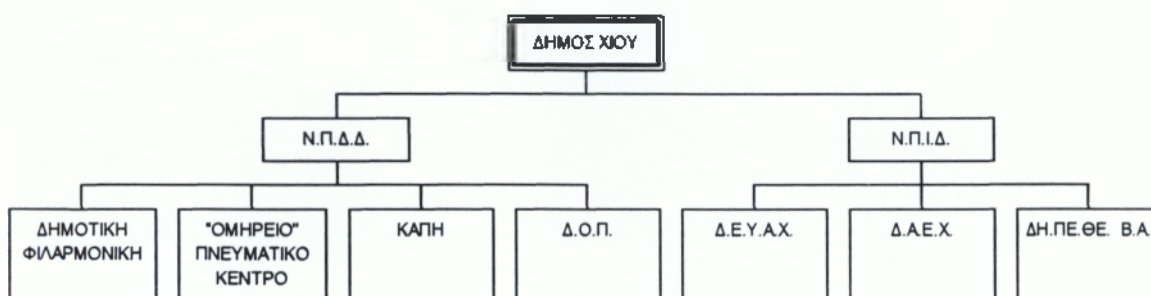 ΔΗΜΟΣ ΧΙΟΥ
Ν.Π.Δ.Δ.
Ν.Π.Ι.Δ.
ΔΗΜΟΤΙΚΗ
ΦΙΛΑΡΜΟΝΙΚΗ
"ΟΜΗΡΕΙΟ"
ΠΝΕΥΜΑΤΙΚΟ
ΚΕΝΤΡΟ
ΚΑΠΗ
Δ.Ο.Π.
Δ.Ε.Υ.Α.Χ.
Δ.Α.Ε.Χ.
ΔΗ.ΠΕ.ΘΕ. Β.Α.